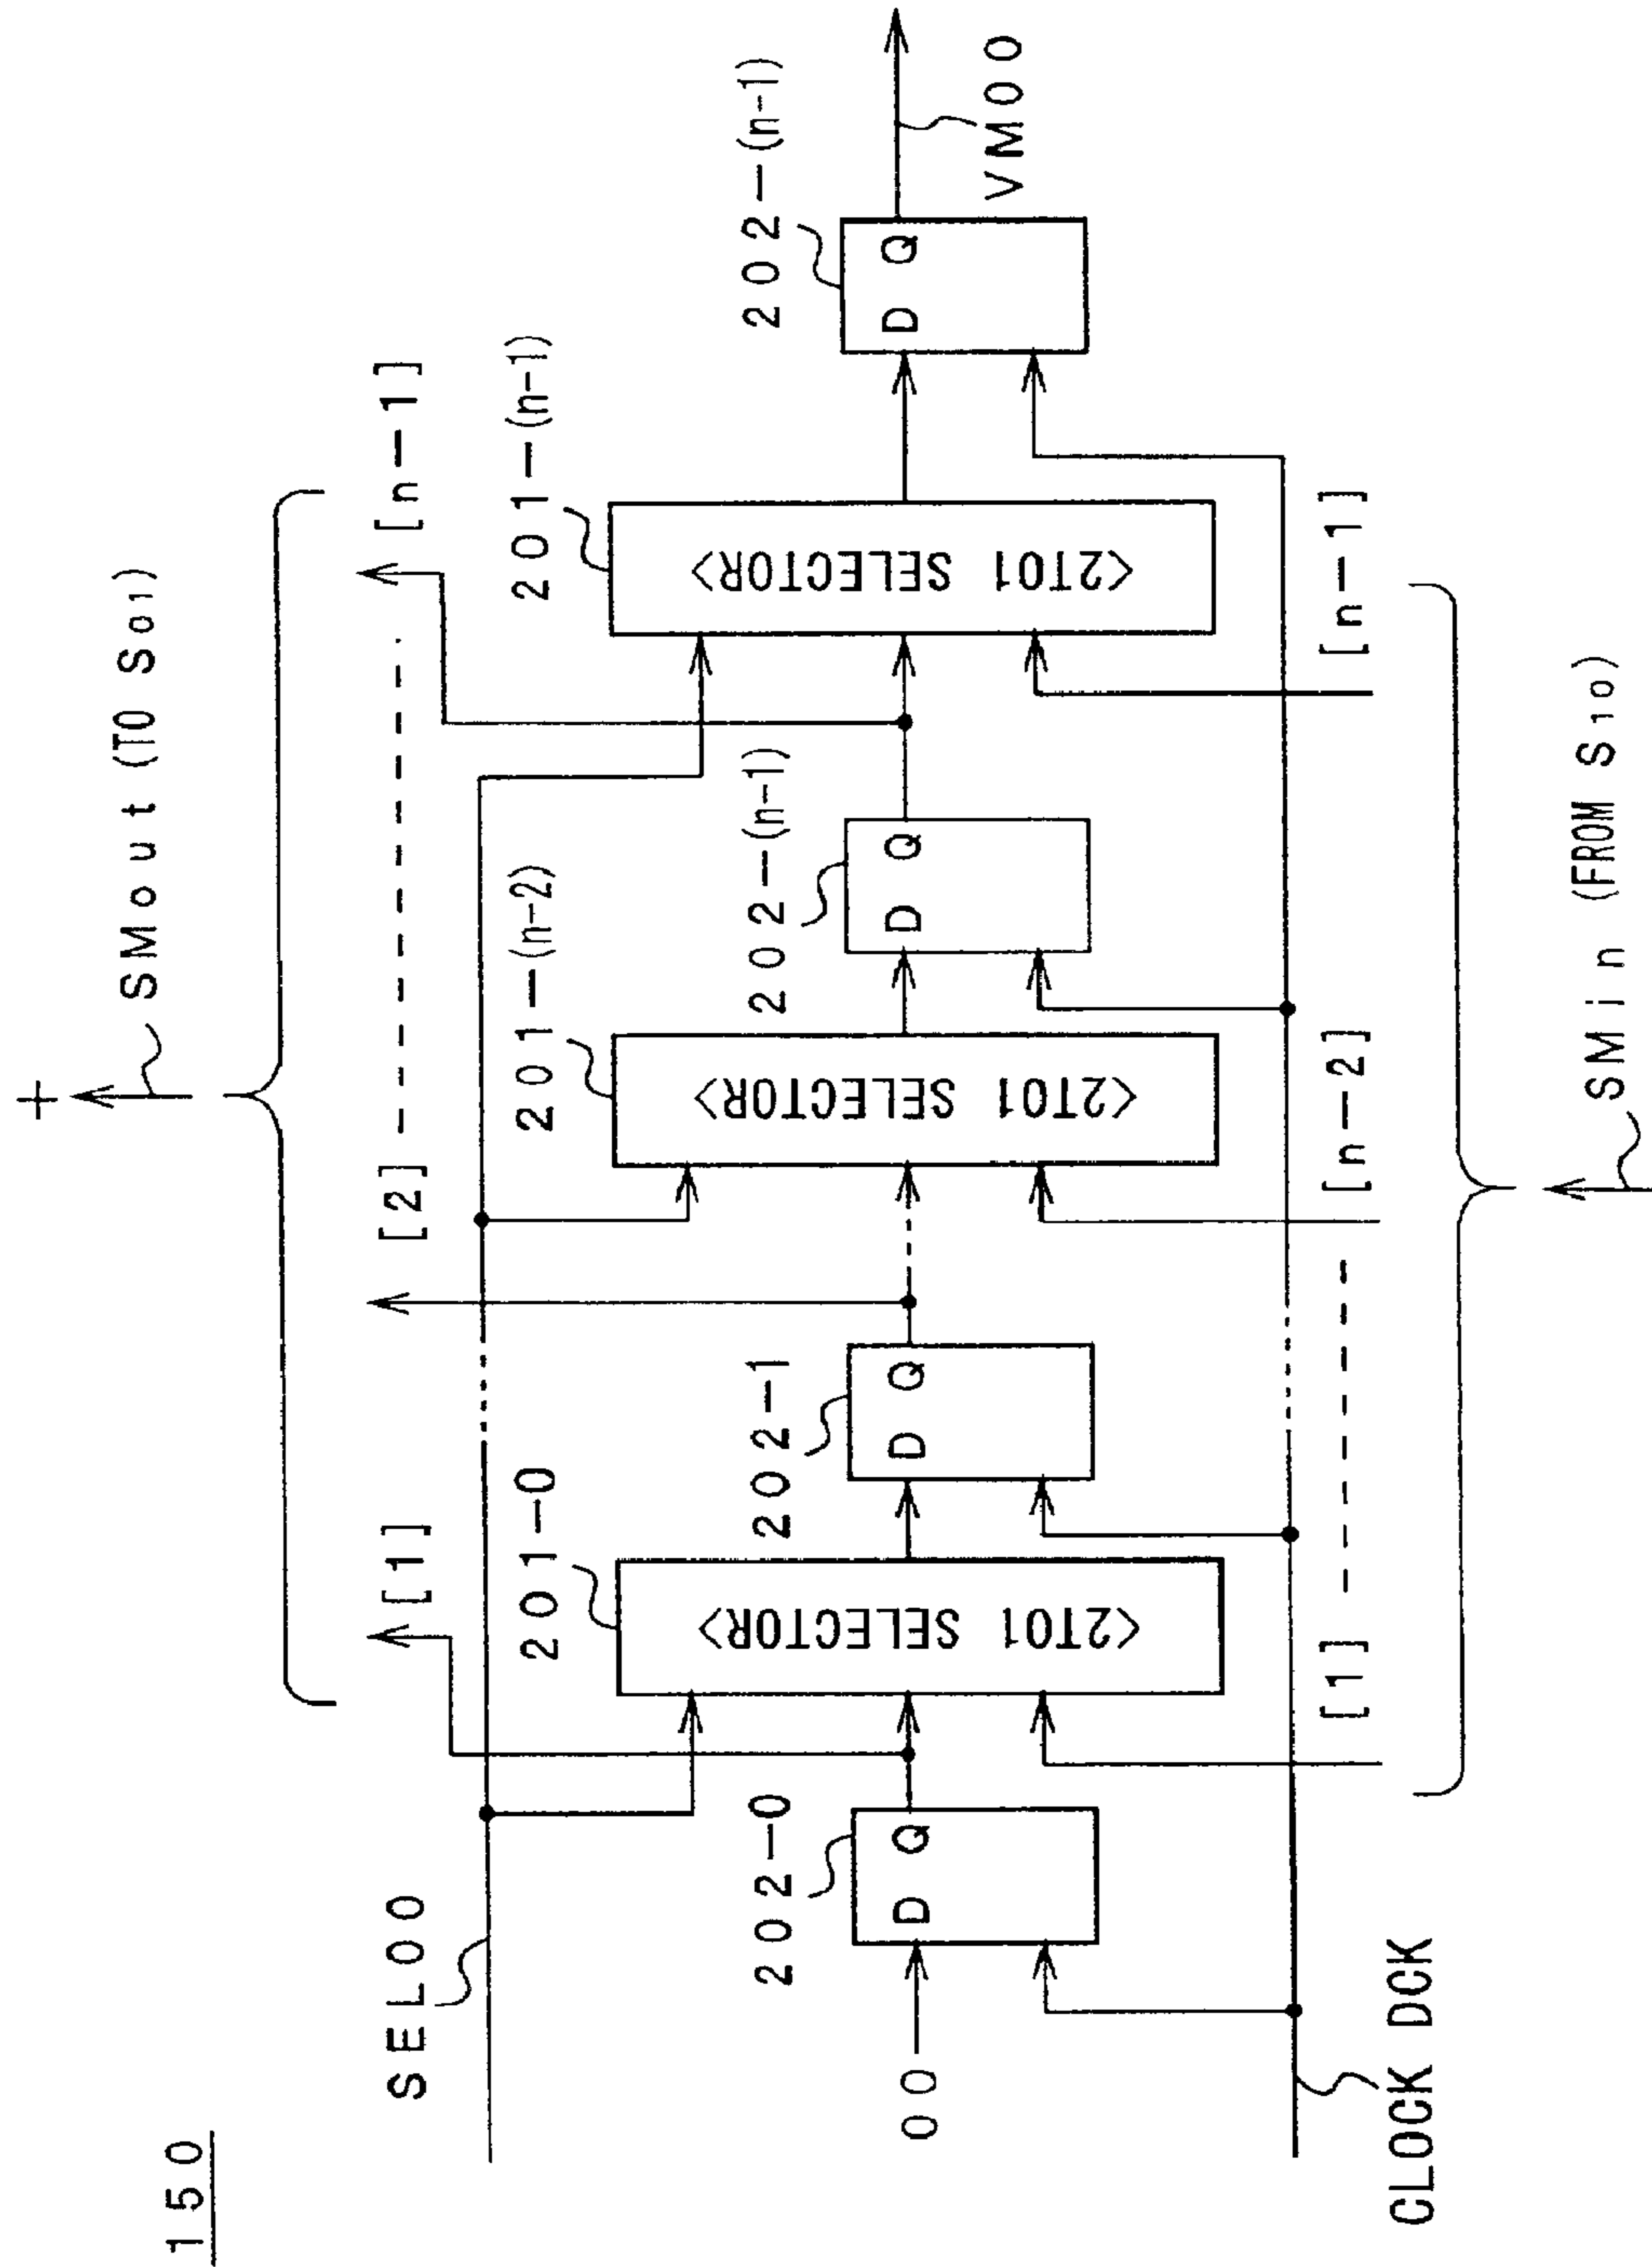 150
SMout (TO S01)
[1]
[2]
[n-1]
SEL00
201-0
201-(n-2)
201-(n-1)
<2TO1 SELECTOR>
<2TO1 SELECTOR>
<2TO1 SELECTOR>
202-0
202-1
202-(n-1)
202-(n-1)
00
D Q
D Q
D Q
D Q
VM00
CLOCK DCK
[1]
[n-2]
[n-1]
SMin (FROM S10)